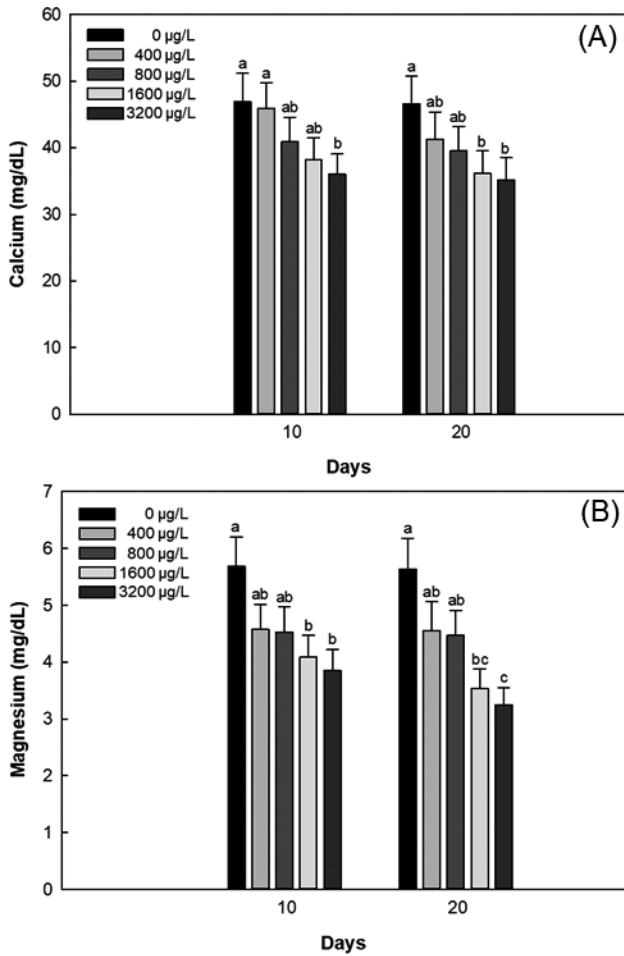 (A)
60
50
40
30
20
10
0
Calcium (mg/dL)
0 µg/L
400 µg/L
800 µg/L
1600 µg/L
3200 µg/L
a a ab ab b
a ab ab b b
10 20
Days
(B)
7
6
5
4
3
2
1
0
Magnesium (mg/dL)
0 µg/L
400 µg/L
800 µg/L
1600 µg/L
3200 µg/L
a ab ab b b
a ab ab bc c
10 20
Days